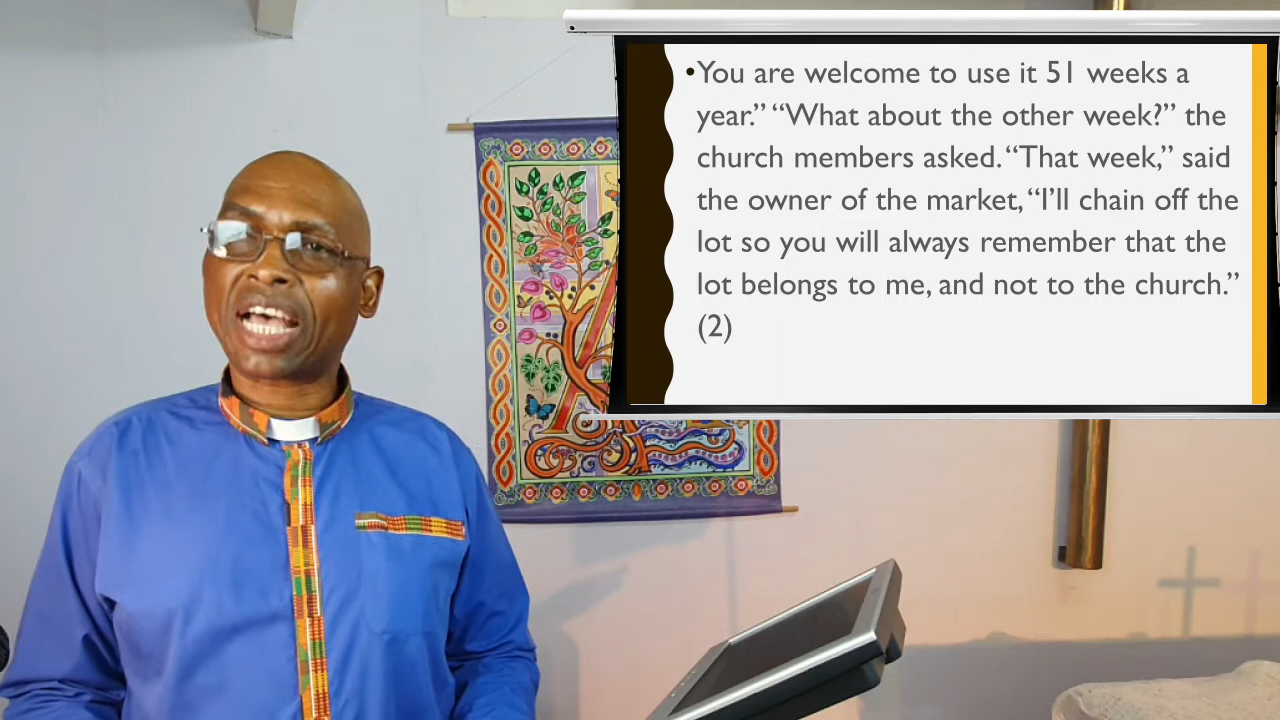 •You are welcome to use it 51 weeks a
year.” “What about the other week?” the
church members asked. “That week,” said
the owner of the market, “I’ll chain off the
lot so you will always remember that the
lot belongs to me, and not to the church.”
(2)